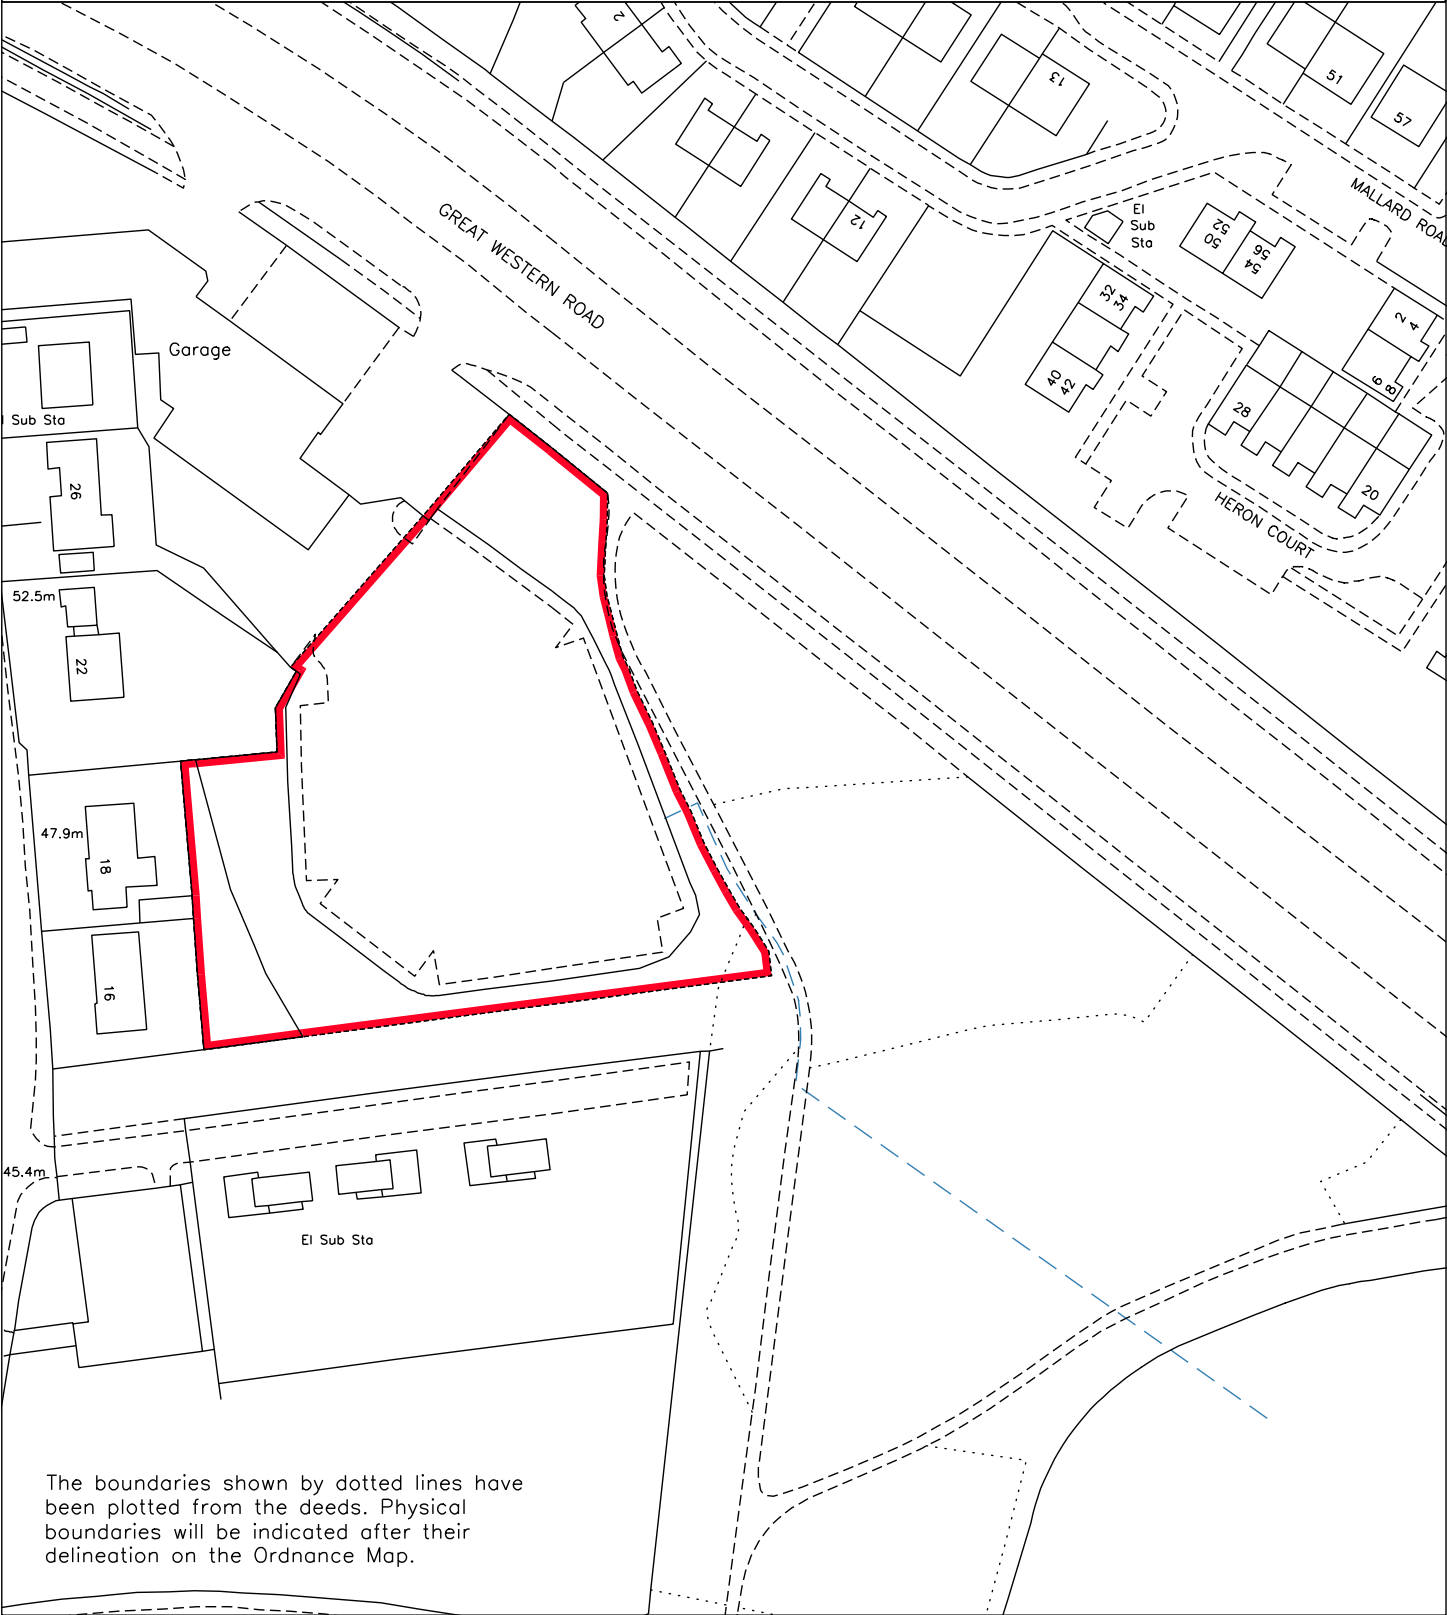 2
13
51
57
MALLARD ROA
12
El
Sub
Sta
52
50
56
54
GREAT WESTERN ROAD
32
34
2
4
Garage
40
42
6
8
28
l Sub Sta
26
20
HERON COURT
52.5m
22
47.9m
18
16
45.4m
El Sub Sta
The boundaries shown by dotted lines have
been plotted from the deeds. Physical
boundaries will be indicated after their
delineation on the Ordnance Map.